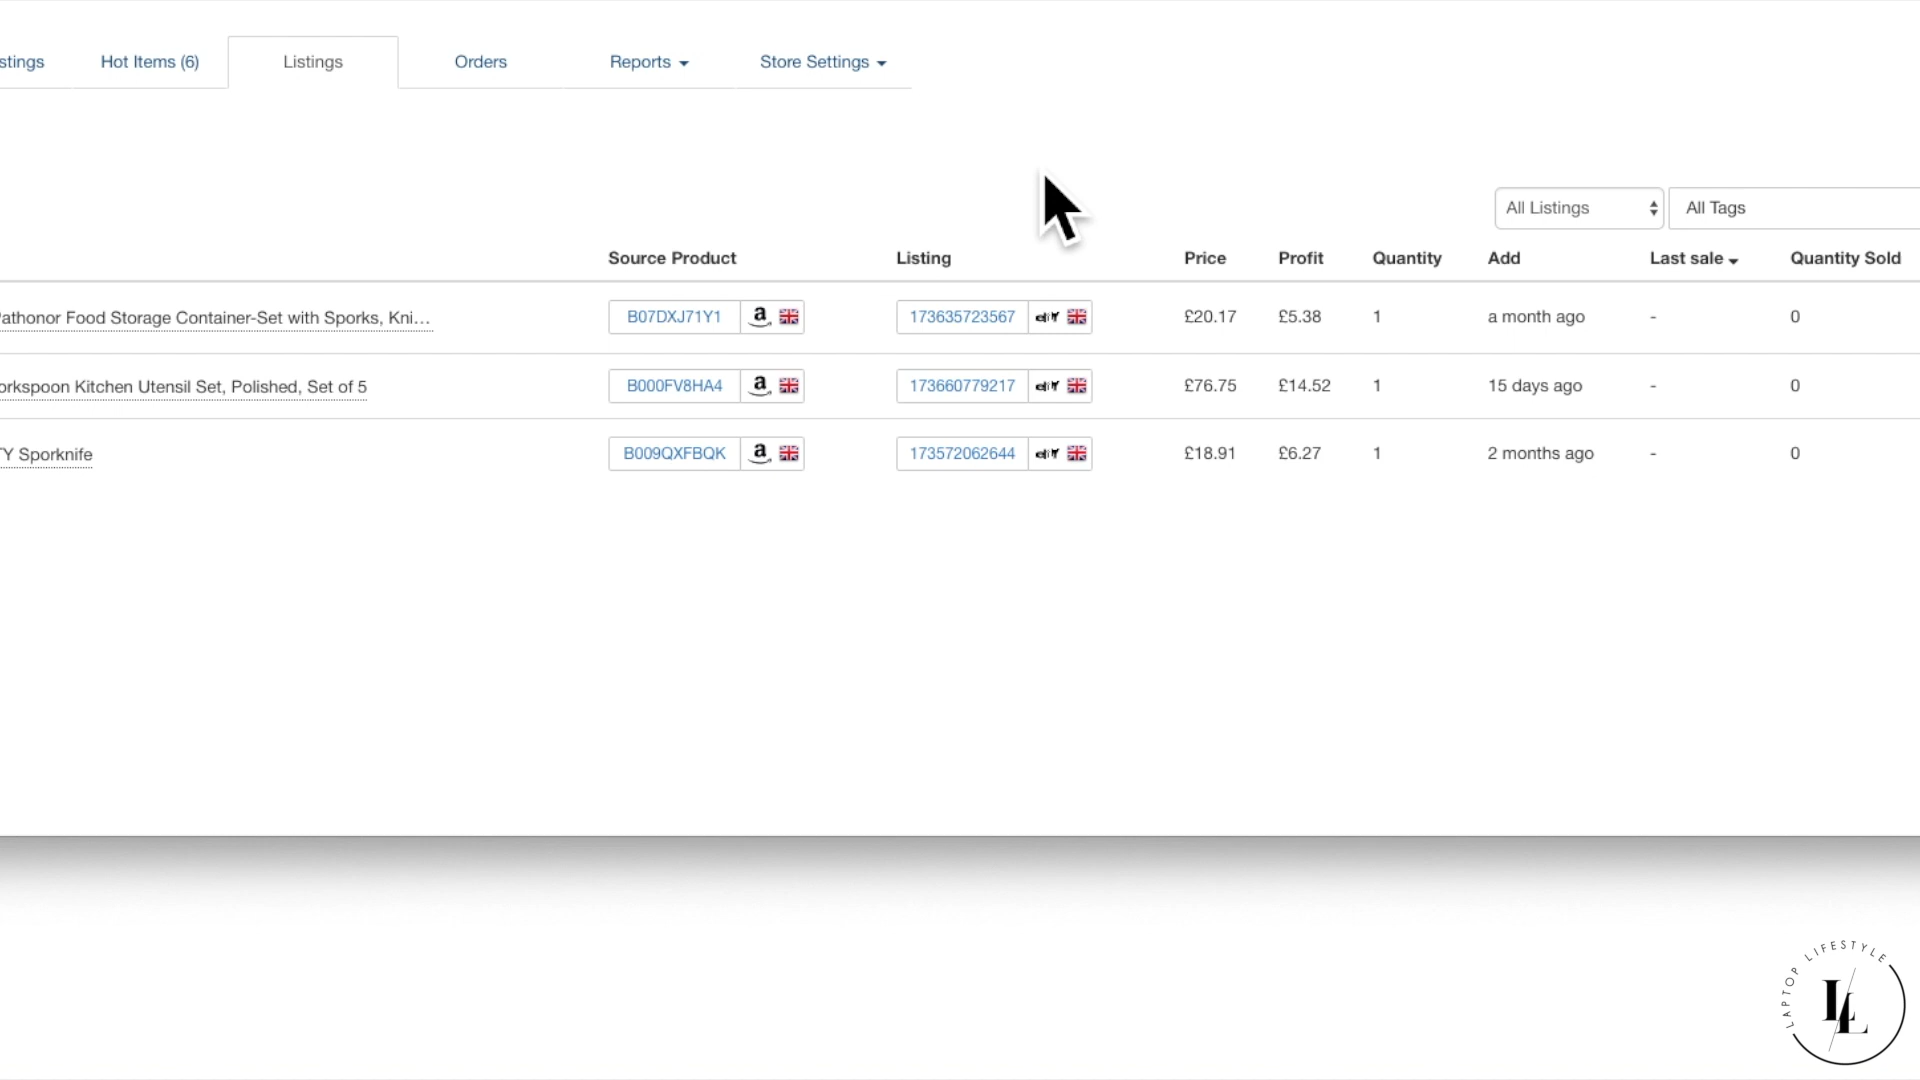 stings Hot Items (6) Listings Orders Reports Store Settings
All Listings All Tags
Source Product Listing Price Profit Quantity Add Last sale Quantity Sold
athonor Food Storage Container-Set with Sporks, Kni... B07DXJ71Y1 a 173635723567 £20.17 £5.38 1 a month ago - 0
orkspoon Kitchen Utensil Set, Polished, Set of 5 B000FV8HA4 a 173660779217 £76.75 £14.52 1 15 days ago - 0
TY Sporknife B009QXFBQK a 173572062644 £18.91 £6.27 1 2 months ago - 0
LAPTOP LIFESTYLE
LL